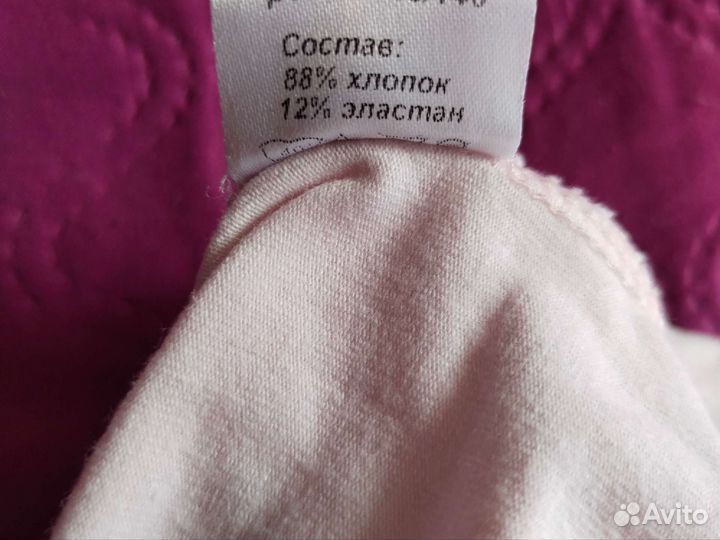 Состав:
88% хлопок
12% эластан
Avito